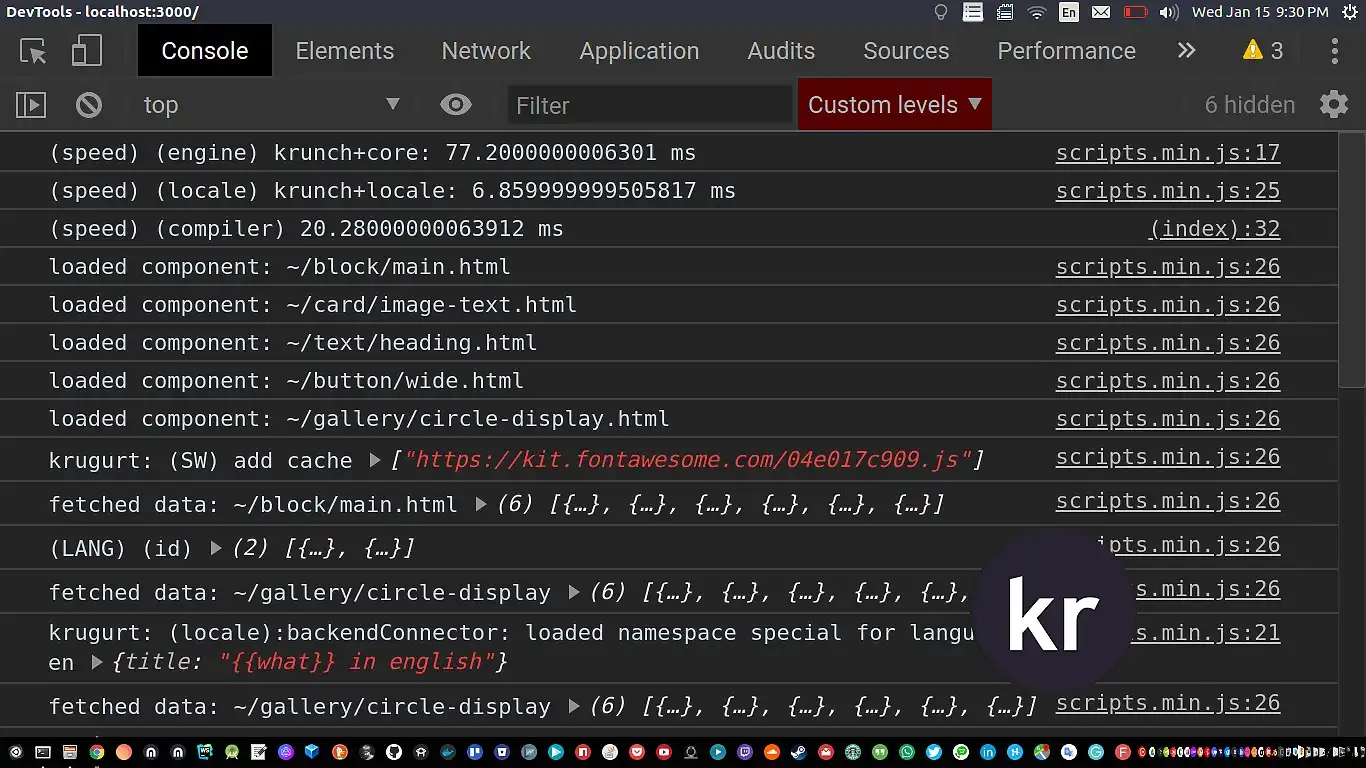 DevTools - localhost:3000/ En Wed Jan 15 9:30 PM
Console Elements Network Application Audits Sources Performance » 3
top Filter Custom levels 6 hidden
(speed) (engine) krunch+core: 77.2000000006301 ms scripts.min.js:17
(speed) (locale) krunch+locale: 6.859999999505817 ms scripts.min.js:25
(speed) (compiler) 20.28000000063912 ms (index):32
loaded component: ~/block/main.html scripts.min.js:26
loaded component: ~/card/image-text.html scripts.min.js:26
loaded component: ~/text/heading.html scripts.min.js:26
loaded component: ~/button/wide.html scripts.min.js:26
loaded component: ~/gallery/circle-display.html scripts.min.js:26
krugurt: (SW) add cache ▶ ["https://kit.fontawesome.com/04e017c909.js"] scripts.min.js:26
fetched data: ~/block/main.html ▶ (6) [{…}, {…}, {…}, {…}, {…}, {…}] scripts.min.js:26
(LANG) (id) ▶ (2) [{…}, {…}] ipts.min.js:26
fetched data: ~/gallery/circle-display ▶ (6) [{…}, {…}, {…}, {…}, {…}, s.min.js:26
krugurt: (locale):backendConnector: loaded namespace special for langu s.min.js:21
en ▶ {title: "{{what}} in english"}
kr
fetched data: ~/gallery/circle-display ▶ (6) [{…}, {…}, {…}, {…}, {…}, {…}] scripts.min.js:26